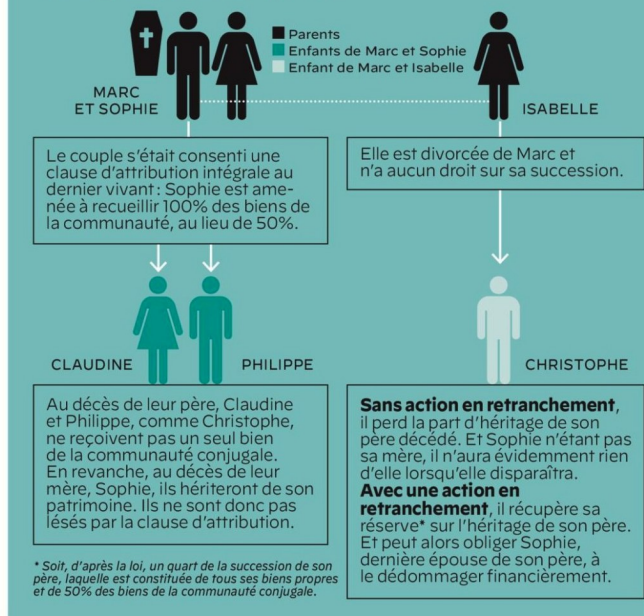 Parents
Enfants de Marc et Sophie
Enfant de Marc et Isabelle
MARC
ET SOPHIE
ISABELLE
Le couple s'était consenti une
clause d'attribution intégrale au
dernier vivant : Sophie est ame-
née à recueillir 100% des biens de
la communauté, au lieu de 50%.
Elle est divorcée de Marc et
n'a aucun droit sur sa succession.
CLAUDINE
PHILIPPE
CHRISTOPHE
Au décès de leur père, Claudine
et Philippe, comme Christophe,
ne reçoivent pas un seul bien
de la communauté conjugale.
En revanche, au décès de leur
mère, Sophie, ils hériteront de son
patrimoine. Ils ne sont donc pas
lésés par la clause d'attribution.
Sans action en retranchement,
il perd la part d'héritage de son
père décédé. Et Sophie n'étant pas
sa mère, il n'aura évidemment rien
d'elle lorsqu'elle disparaîtra.
Avec une action en
retranchement, il récupère sa
réserve* sur l'héritage de son père.
Et peut alors obliger Sophie,
dernière épouse de son père, à
le dédommager financièrement.
* Soit, d'après la loi, un quart de la succession de son
père, laquelle est constituée de tous ses biens propres
et de 50% des biens de la communauté conjugale.